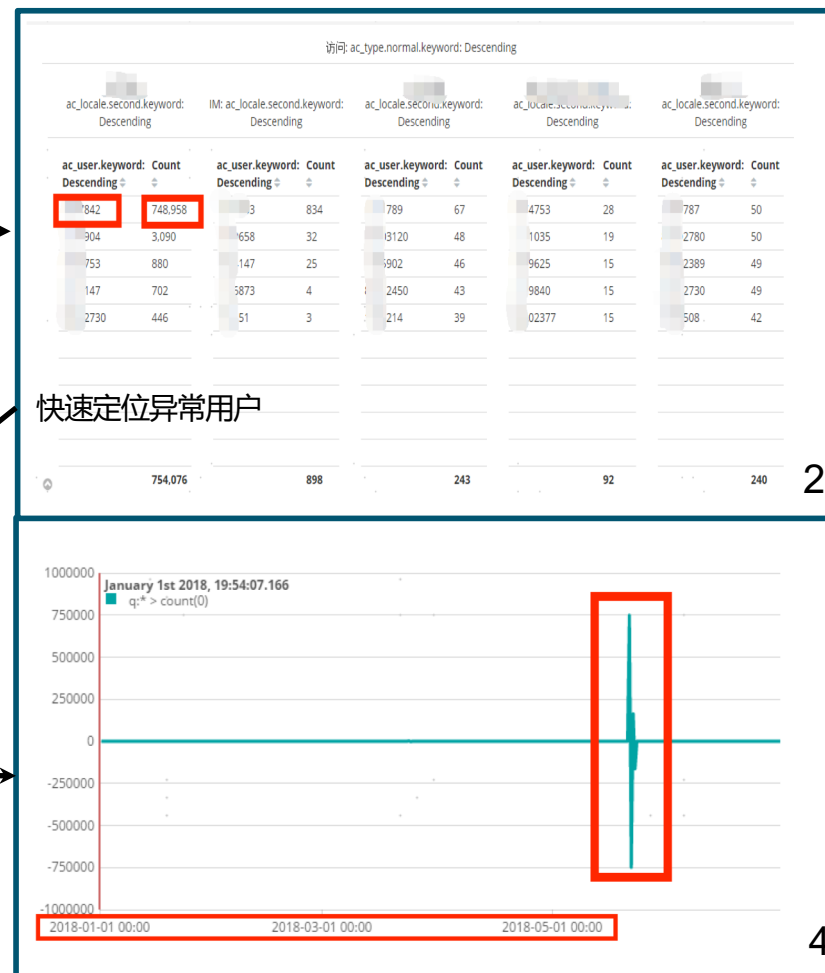 访问: ac_type.normal.keyword: Descending
ac_locale.second.keyword: Descending
IM: ac_locale.second.keyword: Descending
ac_locale.second.keyword: Descending
Descending
ac_locale.second.keyword: Descending
ac_user.keyword: Descending Count ac_user.keyword: Descending Count ac_user.keyword: Descending Count ac_user.keyword: Descending Count ac_user.keyword: Descending Count
7842 748,958 3 834 789 67 4753 28 787 50
904 3,090 658 32 3120 48 1035 19 2780 50
753 880 147 25 5902 46 9625 15 2389 49
147 702 5873 4 2450 43 9840 15 2730 49
2730 446 51 3 214 39 02377 15 508 42
快速定位异常用户
754,076 898 243 92 240
2
1000000
January 1st 2018, 19:54:07.166
q:* > count(0)
750000
500000
250000
0
-250000
-500000
-750000
-1000000
2018-01-01 00:00 2018-03-01 00:00 2018-05-01 00:00
4